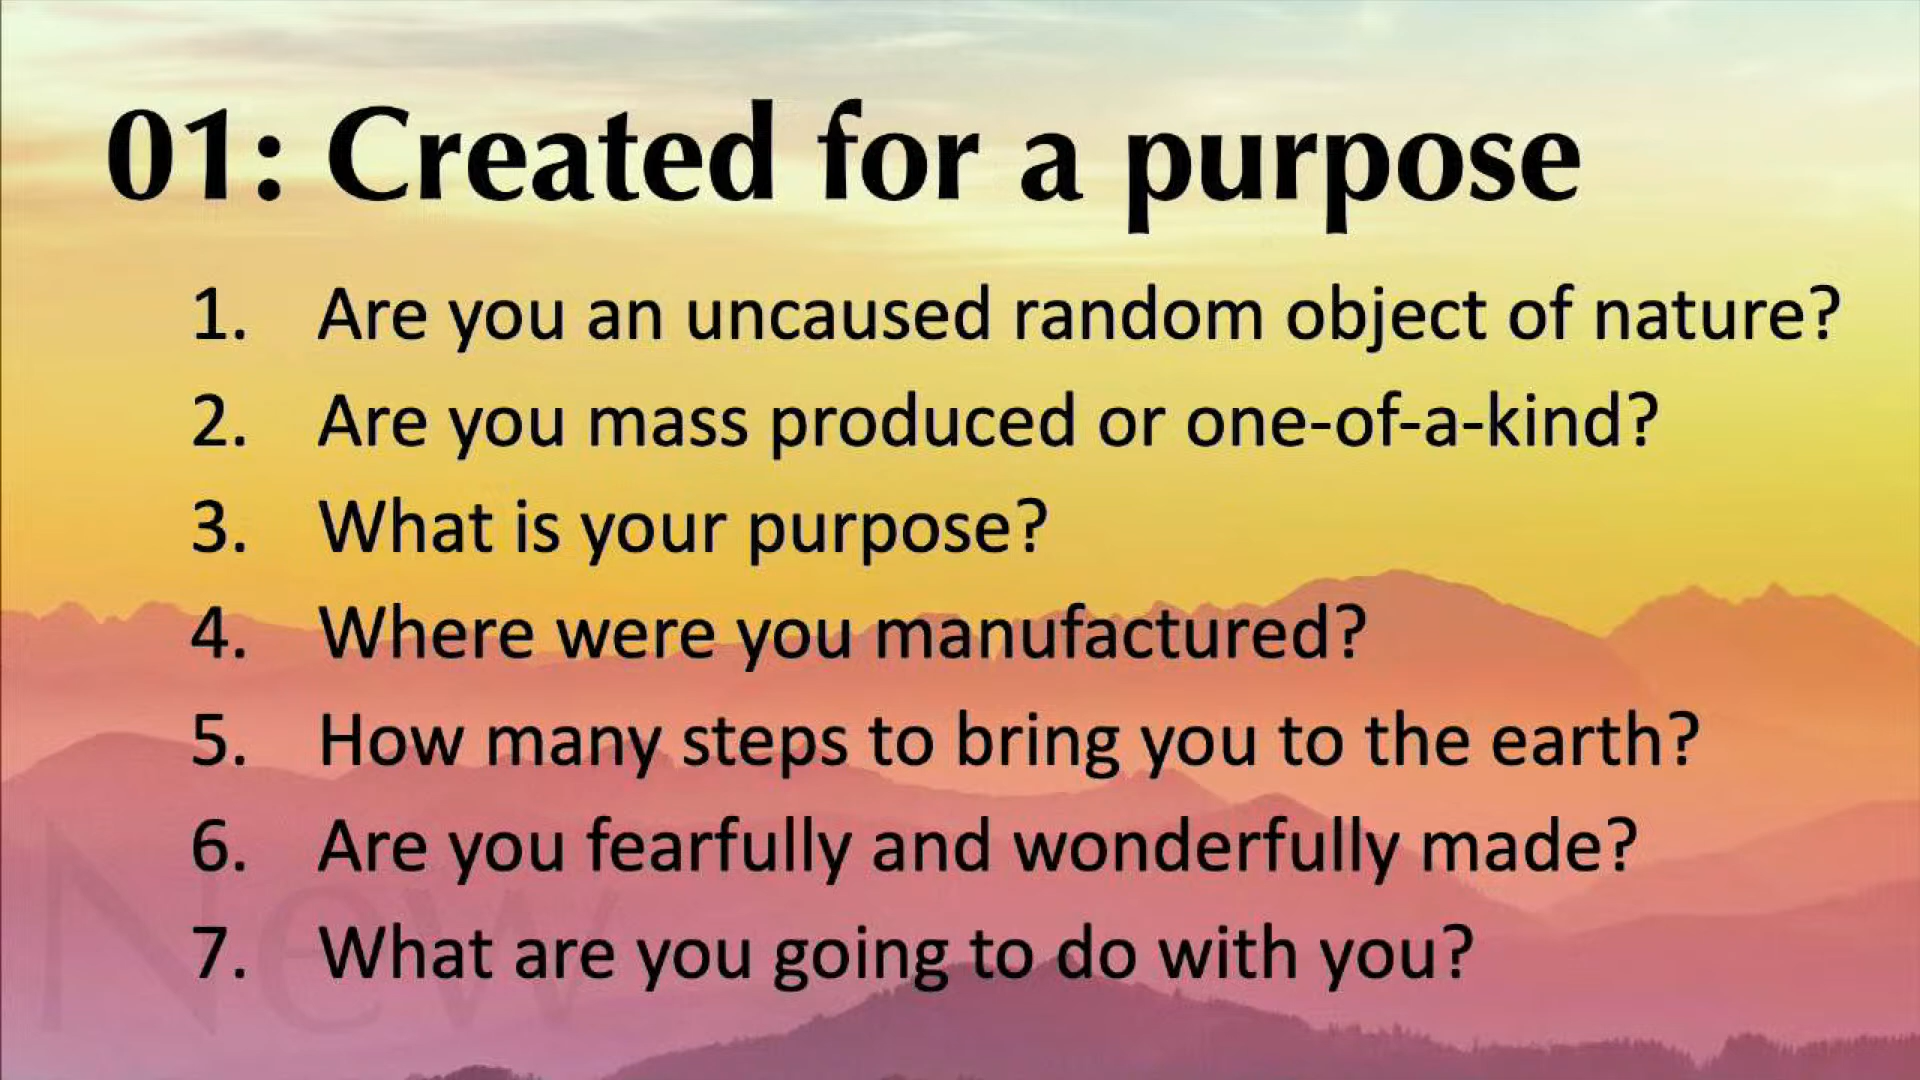 01: Created for a purpose
1. Are you an uncaused random object of nature?
2. Are you mass produced or one-of-a-kind?
3. What is your purpose?
4. Where were you manufactured?
5. How many steps to bring you to the earth?
6. Are you fearfully and wonderfully made?
7. What are you going to do with you?
New